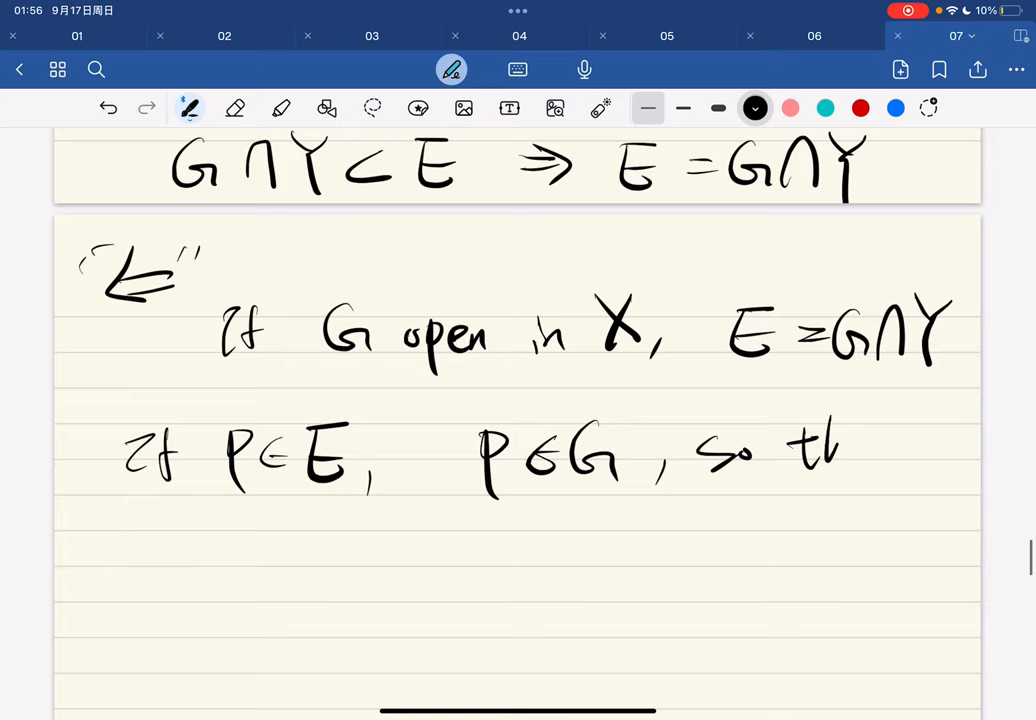 01:56 9月17日周日 10%
01 02 03 04 05 06 07
G ∩ Y ⊂ E ⇒ E = G ∩ Y
"⇐"
If G open in X, E = G ∩ Y
If p ∈ E, p ∈ G, so th